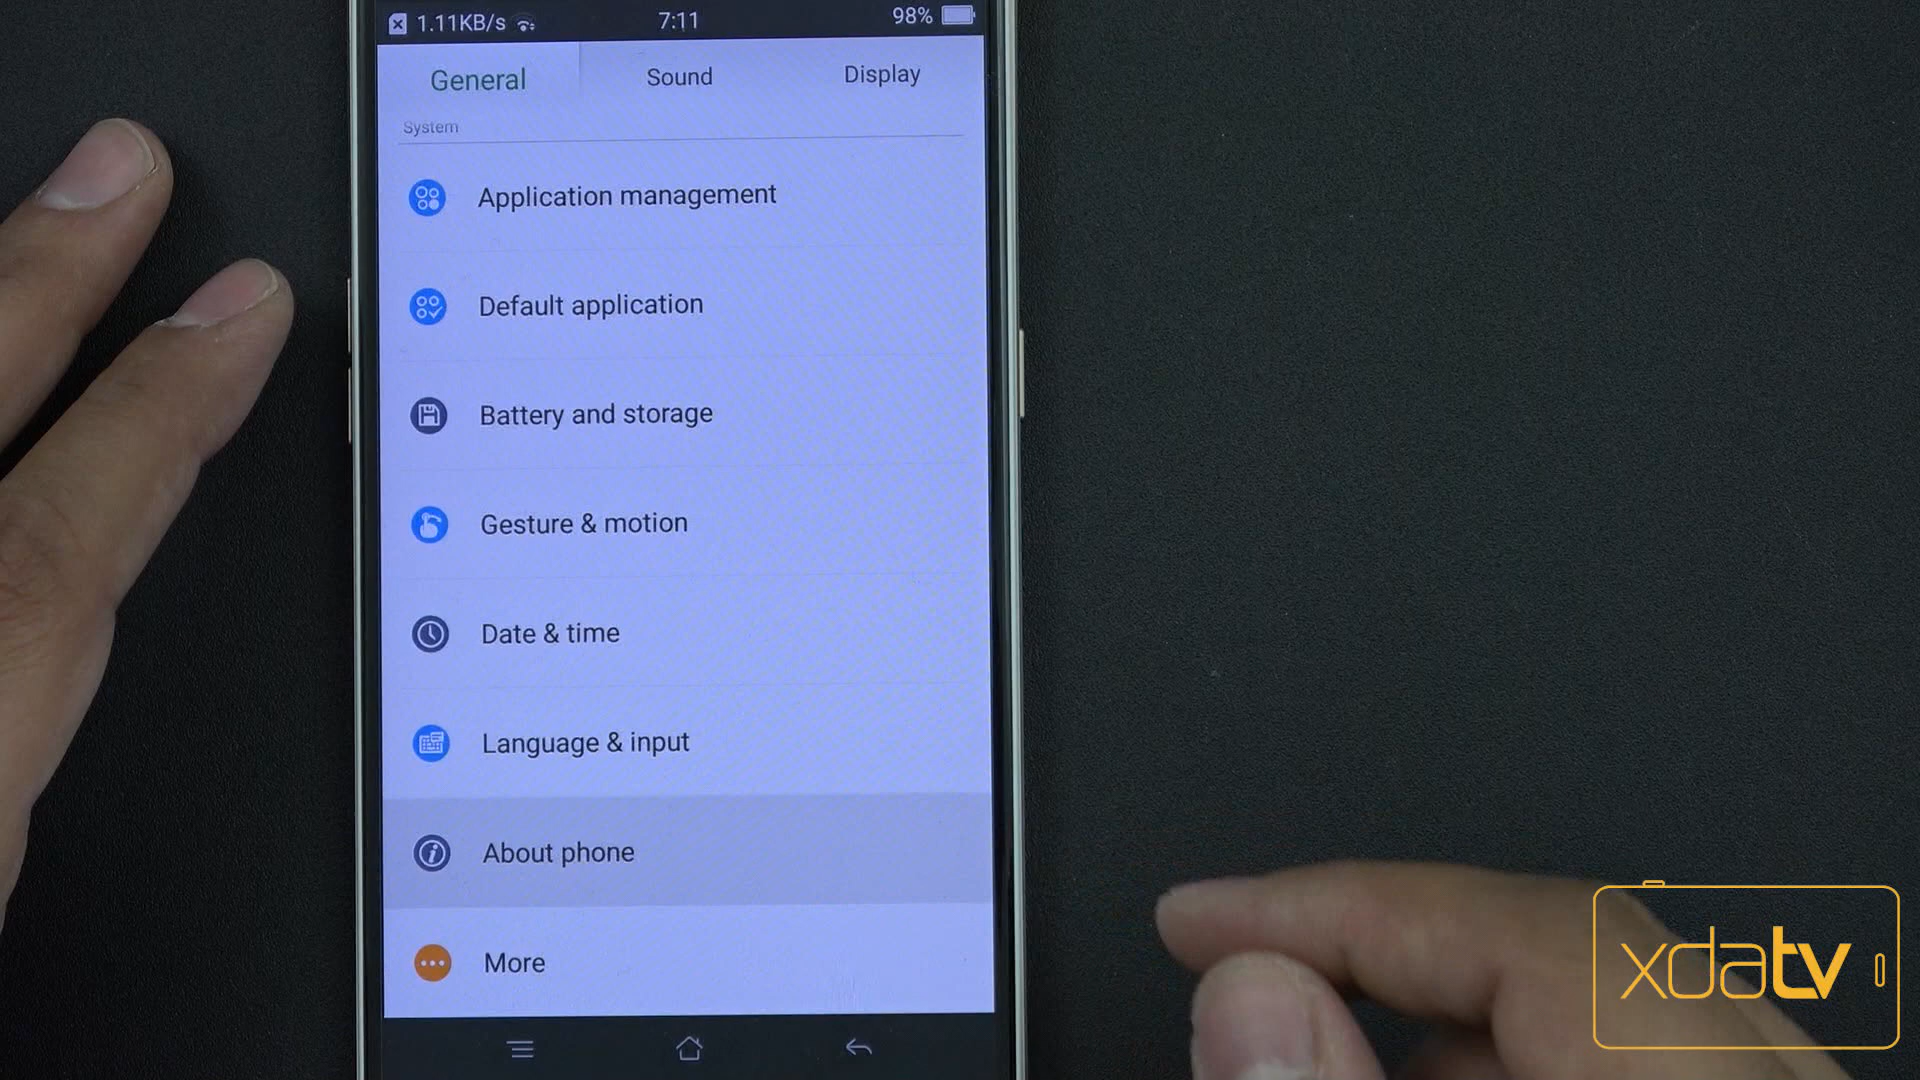 1.11KB/s 7:11 98%
General Sound Display
System
Application management
Default application
Battery and storage
Gesture & motion
Date & time
Language & input
About phone
More
xdatv